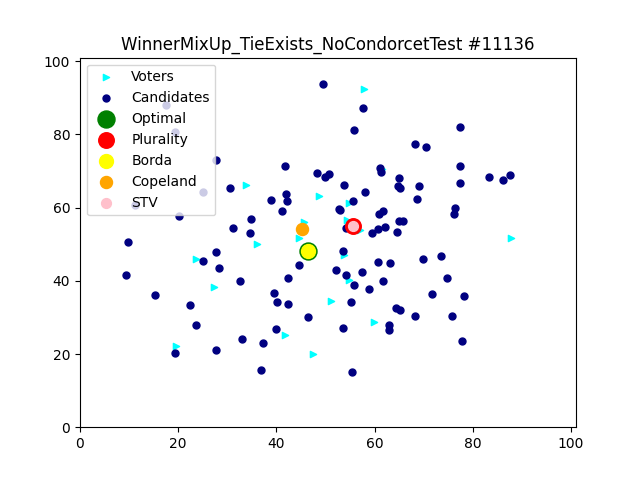 WinnerMixUp_TieExists_NoCondorcetTest #11136
Voters
Candidates
Optimal
Plurality
Borda
Copeland
STV
100
80
60
40
20
0
0 20 40 60 80 100